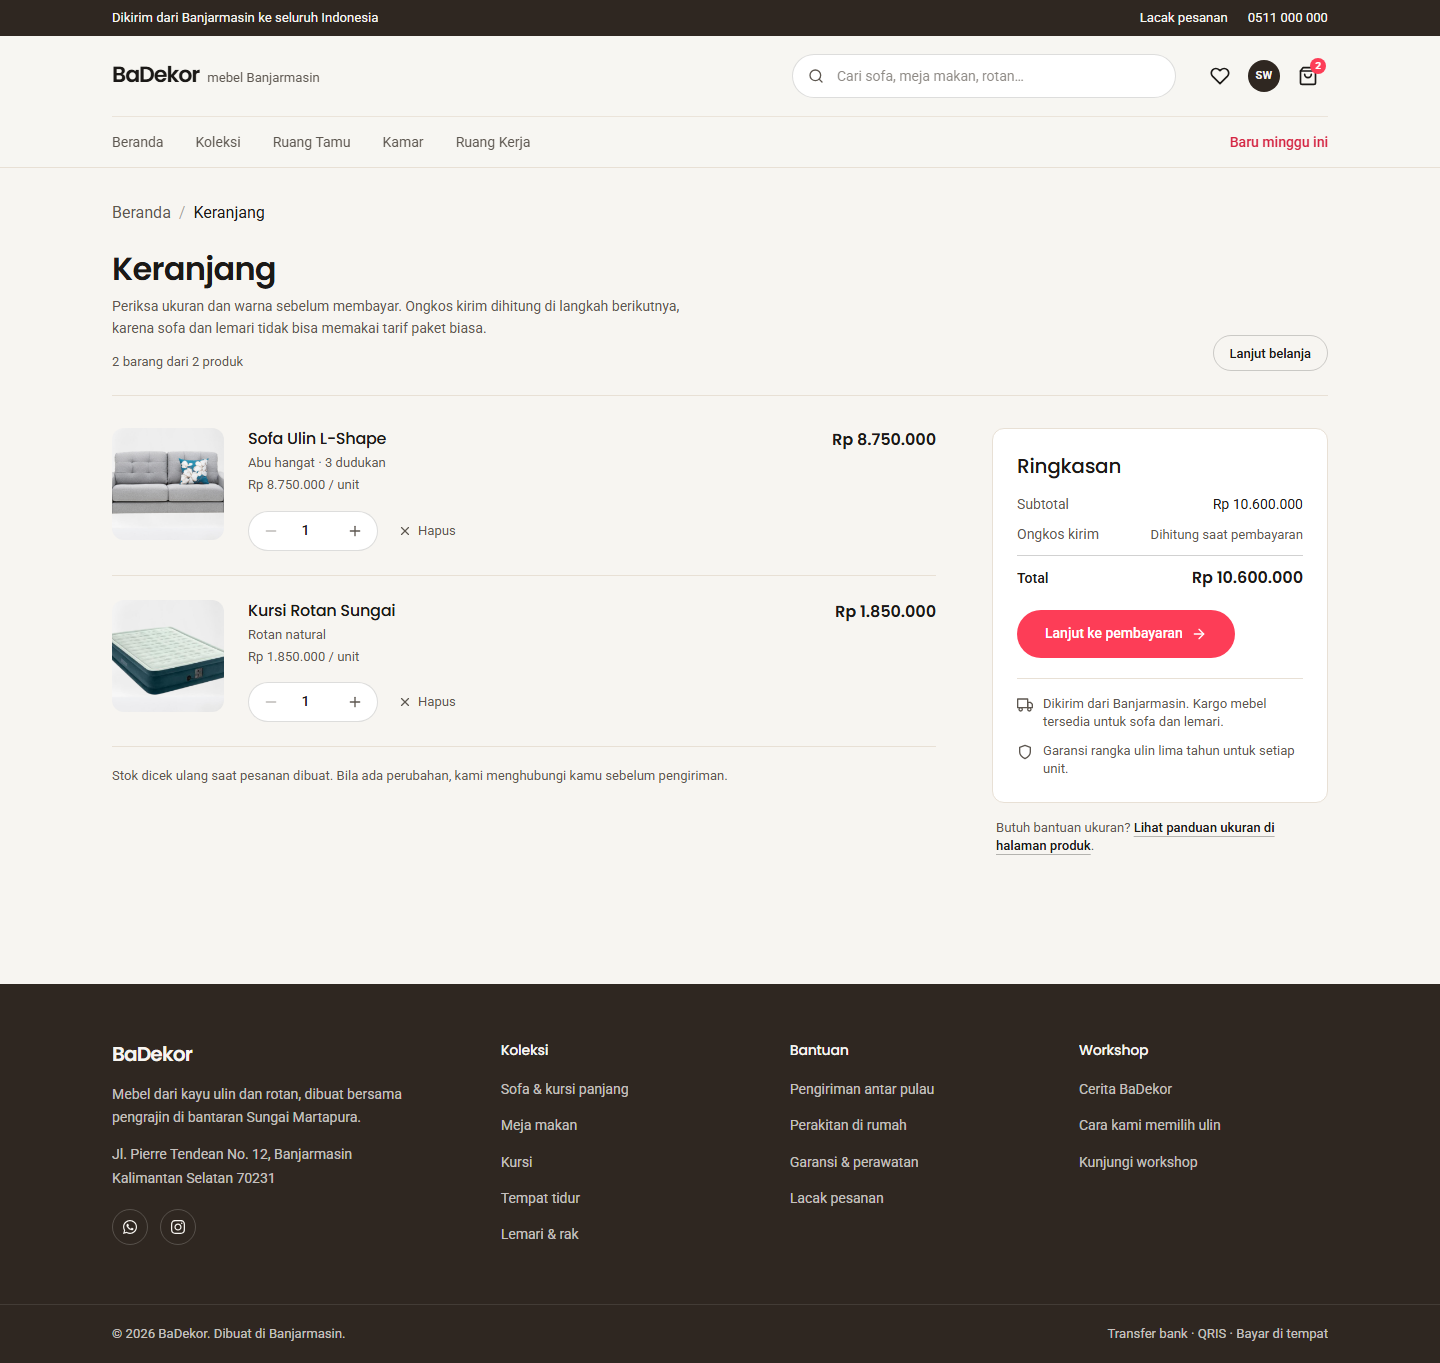 Dikirim dari Banjarmasin ke seluruh Indonesia
Lacak pesanan
0511 000 000
BaDekor mebel Banjarmasin
Cari sofa, meja makan, rotan...
SW
2
Beranda
Koleksi
Ruang Tamu
Kamar
Ruang Kerja
Baru minggu ini
Beranda / Keranjang
Keranjang
Periksa ukuran dan warna sebelum membayar. Ongkos kirim dihitung di langkah berikutnya,
karena sofa dan lemari tidak bisa memakai tarif paket biasa.
2 barang dari 2 produk
Lanjut belanja
Sofa Ulin L-Shape
Rp 8.750.000
Abu hangat · 3 dudukan
Rp 8.750.000 / unit
1
Hapus
Kursi Rotan Sungai
Rp 1.850.000
Rotan natural
Rp 1.850.000 / unit
1
Hapus
Stok dicek ulang saat pesanan dibuat. Bila ada perubahan, kami menghubungi kamu sebelum pengiriman.
Ringkasan
Subtotal
Rp 10.600.000
Ongkos kirim
Dihitung saat pembayaran
Total
Rp 10.600.000
Lanjut ke pembayaran
Dikirim dari Banjarmasin. Kargo mebel
tersedia untuk sofa dan lemari.
Garansi rangka ulin lima tahun untuk setiap
unit.
Butuh bantuan ukuran? Lihat panduan ukuran di
halaman produk.
BaDekor
Mebel dari kayu ulin dan rotan, dibuat bersama
pengrajin di bantaran Sungai Martapura.
Jl. Pierre Tendean No. 12, Banjarmasin
Kalimantan Selatan 70231
Koleksi
Sofa & kursi panjang
Meja makan
Kursi
Tempat tidur
Lemari & rak
Bantuan
Pengiriman antar pulau
Perakitan di rumah
Garansi & perawatan
Lacak pesanan
Workshop
Cerita BaDekor
Cara kami memilih ulin
Kunjungi workshop
© 2026 BaDekor. Dibuat di Banjarmasin.
Transfer bank · QRIS · Bayar di tempat